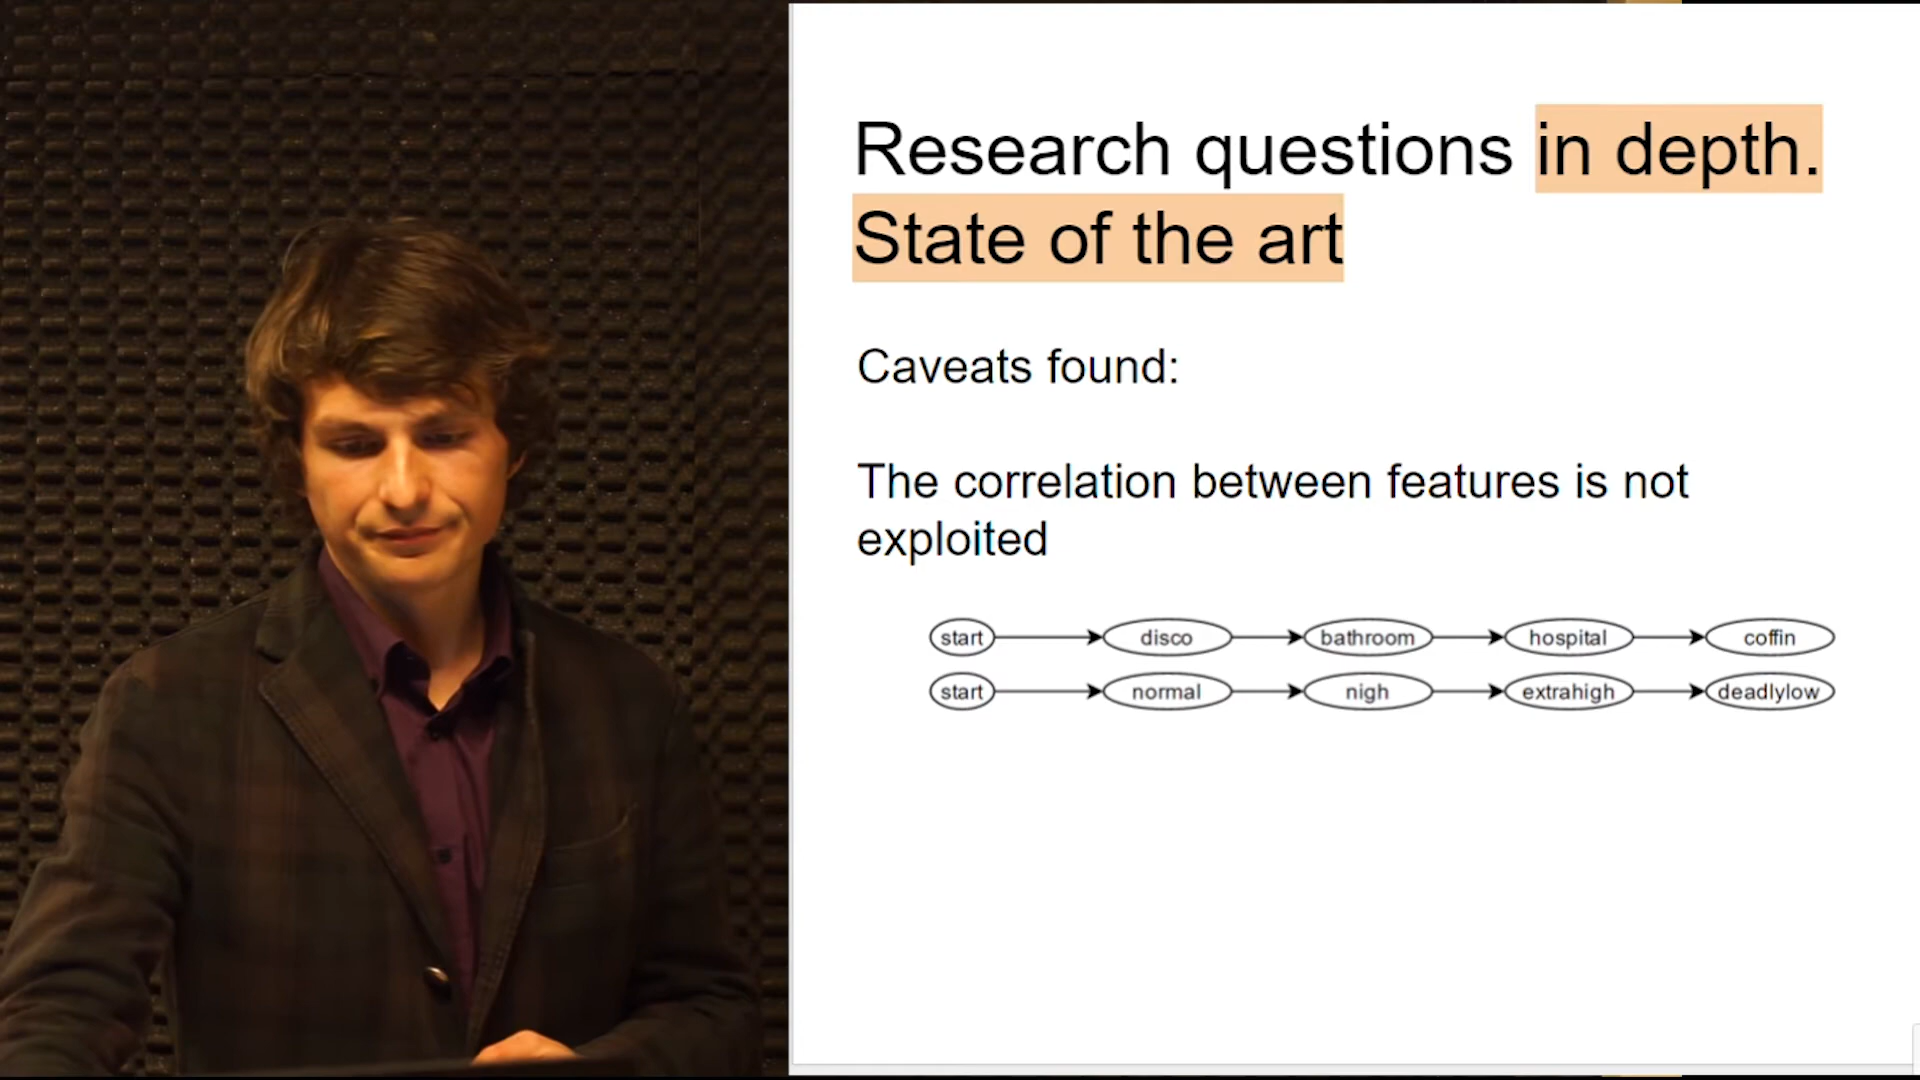 Research questions in depth.
State of the art
Caveats found:
The correlation between features is not
exploited
start disco bathroom hospital coffin
start normal nigh extrahigh deadlylow